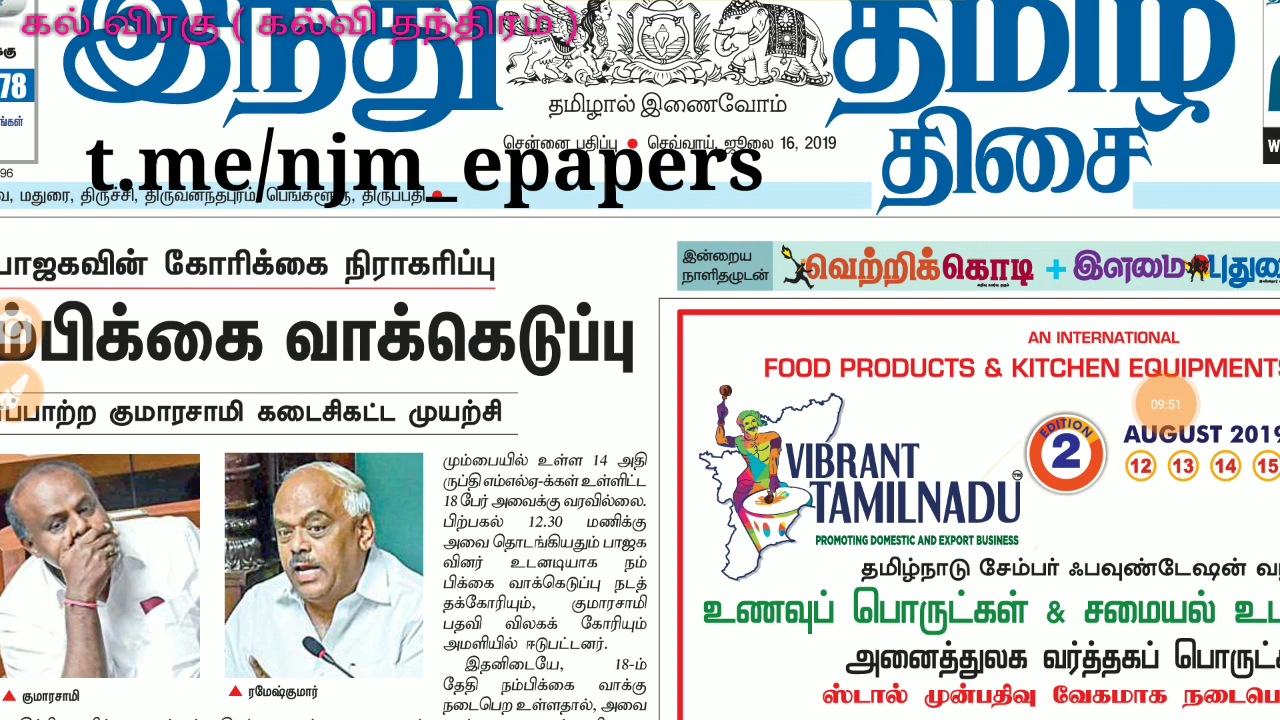 கல் விரகு ( கல்வி தந்திரம் )
க்கு
78
ங்கள்
96
இந்து தமிழ்
திசை
தமிழால் இணைவோம்
சென்னை பதிப்பு ● செவ்வாய், ஜூலை 16, 2019
t.me/njm_epapers
வ, மதுரை, திருச்சி, திருவனந்தபுரம், பெங்களூரு, திருப்பதி
பாஜகவின் கோரிக்கை நிராகரிப்பு
ம்பிக்கை வாக்கெடுப்பு
ப்பாற்ற குமாரசாமி கடைசிகட்ட முயற்சி
குமாரசாமி
ரமேஷ்குமார்
மும்பையில் உள்ள 14 அதி
ருப்தி எம்எல்ஏ-க்கள் உள்ளிட்ட
18 பேர் அவைக்கு வரவில்லை.
பிற்பகல் 12.30 மணிக்கு
அவை தொடங்கியதும் பாஜக
வினர் உடனடியாக நம்
பிக்கை வாக்கெடுப்பு நடத்
தக்கோரியும், குமாரசாமி
பதவி விலகக் கோரியும்
அமளியில் ஈடுபட்டனர்.
இதனிடையே, 18-ம்
தேதி நம்பிக்கை வாக்கு
நடைபெற உள்ளதால், அவை
இன்றைய
நாளிதழுடன்
வெற்றிக்கொடி + இளமை புதுமை
AN INTERNATIONAL
FOOD PRODUCTS & KITCHEN EQUIPMENTS
09:51
VIBRANT
TAMILNADU™
PROMOTING DOMESTIC AND EXPORT BUSINESS
EDITION
2
AUGUST 2019
12 13 14 15
தமிழ்நாடு சேம்பர் ஃபவுண்டேஷன் வ
உணவுப் பொருட்கள் & சமையல் உ
அனைத்துலக வர்த்தகப் பொருட்க
ஸ்டால் முன்பதிவு வேகமாக நடைபெ